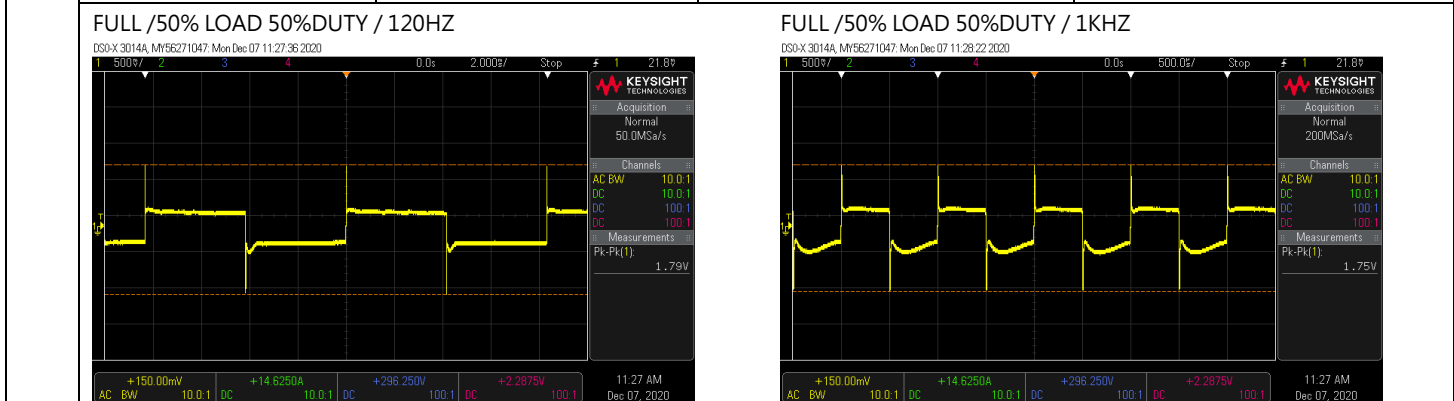 FULL /50% LOAD 50%DUTY / 120HZ
DSO-X 3014A, MY56271047: Mon Dec 07 11:27:36 2020
1 500V/ 2 3 4 0.0s 2.000s/ Stop 1 21.8V
KEYSIGHT
TECHNOLOGIES
Acquisition
Normal
50.0MSa/s
Channels
AC BW 10.0:1
DC 10.0:1
DC 100:1
DC 100:1
Measurements
Pk-Pk(1):
1.79V
+150.00mV +14.6250A +296.250V +2.2875V
AC BW 10.0:1 DC 10.0:1 DC 100:1 DC 100:1
11:27 AM
Dec 07, 2020
FULL /50% LOAD 50%DUTY / 1KHZ
DSO-X 3014A, MY56271047: Mon Dec 07 11:28:22 2020
1 500V/ 2 3 4 0.0s 500.0s/ Stop 1 21.8V
KEYSIGHT
TECHNOLOGIES
Acquisition
Normal
200MSa/s
Channels
AC BW 10.0:1
DC 10.0:1
DC 100:1
DC 100:1
Measurements
Pk-Pk(1):
1.75V
+150.00mV +14.6250A +296.250V +2.2875V
AC BW 10.0:1 DC 10.0:1 DC 100:1 DC 100:1
11:27 AM
Dec 07, 2020